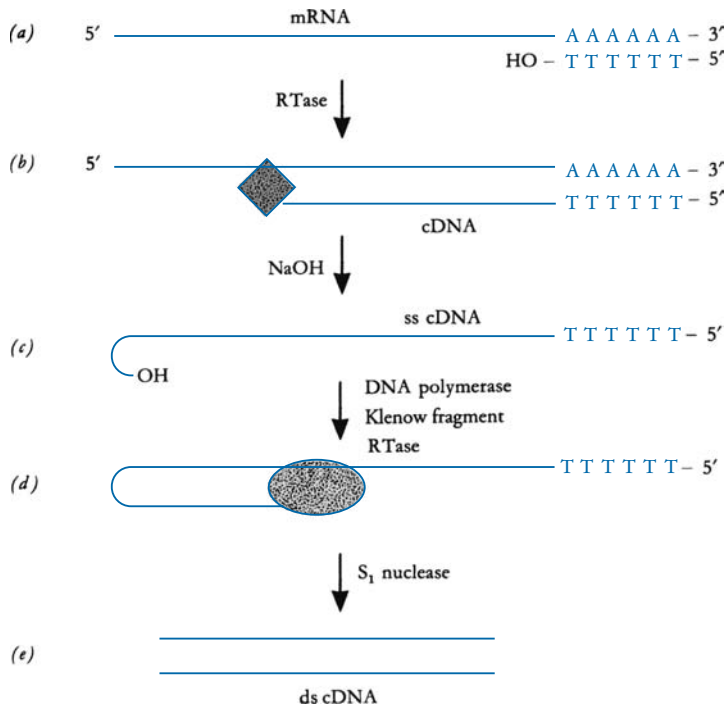 mRNA
(a) 5′ A A A A A A – 3′
HO – T T T T T T – 5′
RTase
(b) 5′ A A A A A A – 3′
T T T T T T – 5′
cDNA
NaOH
ss cDNA
(c) T T T T T T – 5′
OH
DNA polymerase
Klenow fragment
RTase
(d) T T T T T T – 5′
S₁ nuclease
(e)
ds cDNA